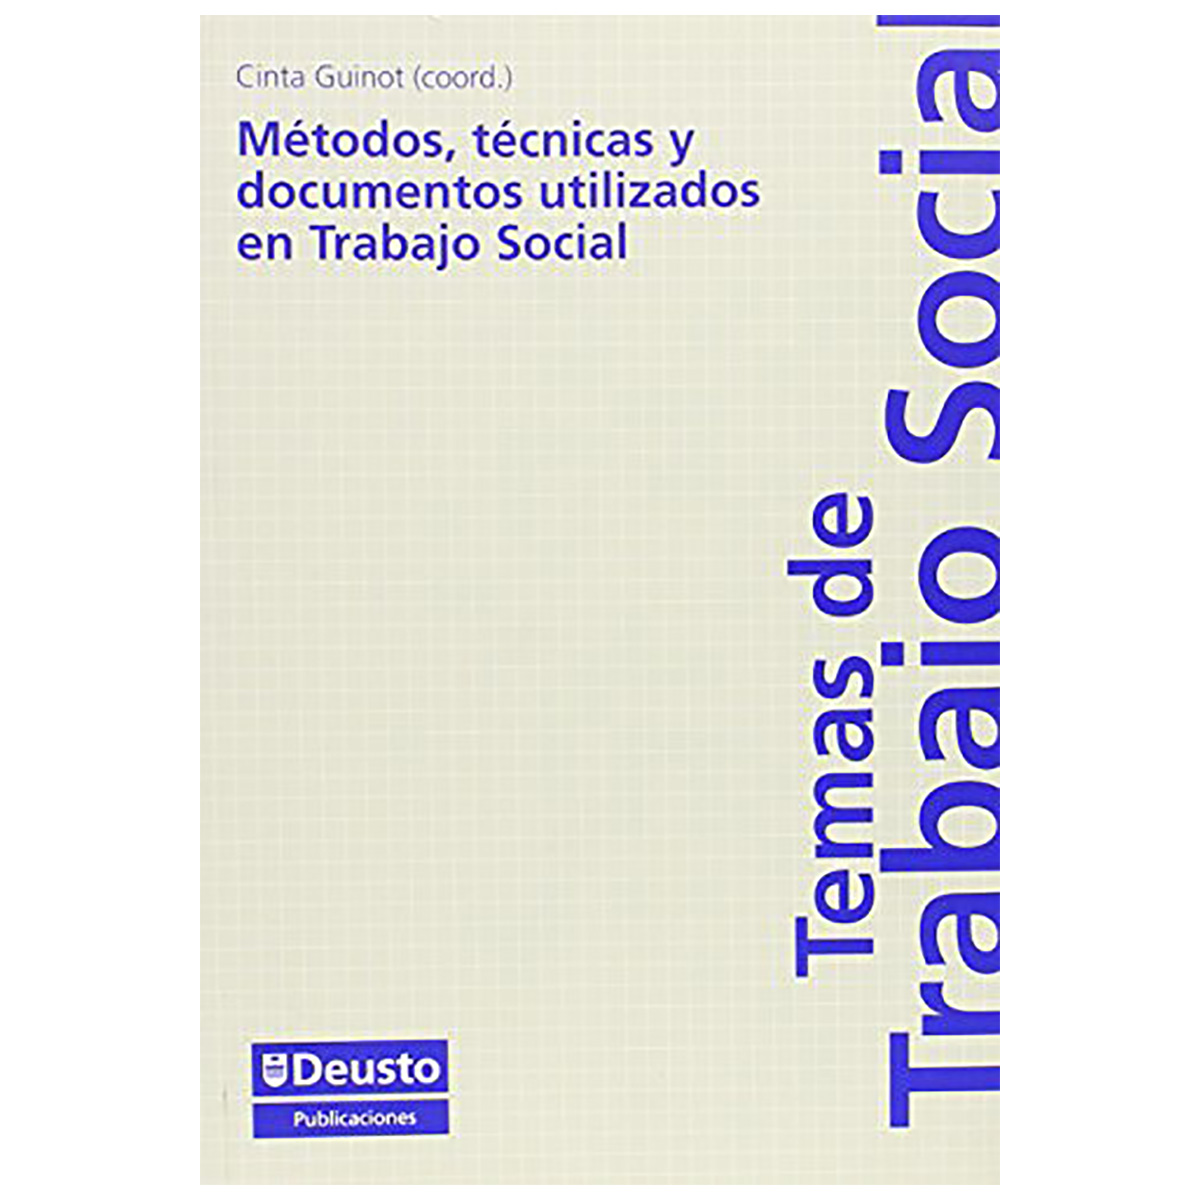 Cinta Guinot (coord.)
Métodos, técnicas y
documentos utilizados
en Trabajo Social
Temas de
Trabajo Social
Deusto
Publicaciones